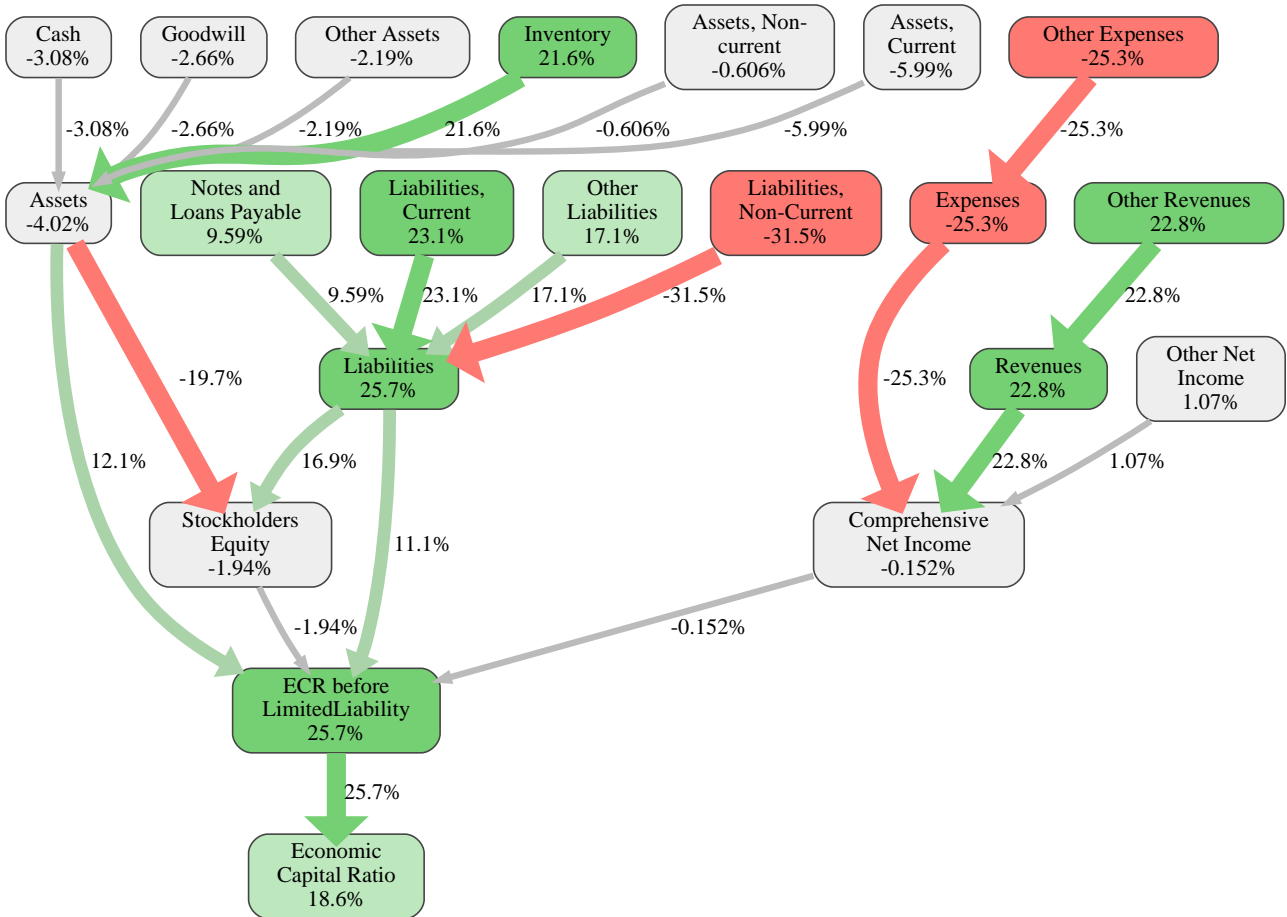 Cash
-3.08%
Goodwill
-2.66%
Other Assets
-2.19%
Inventory
21.6%
Assets, Non-
current
-0.606%
Assets,
Current
-5.99%
Other Expenses
-25.3%
-3.08%
-2.66%
-2.19%
21.6%
-0.606%
-5.99%
-25.3%
Assets
-4.02%
Notes and
Loans Payable
9.59%
Liabilities,
Current
23.1%
Other
Liabilities
17.1%
Liabilities,
Non-Current
-31.5%
Expenses
-25.3%
Other Revenues
22.8%
9.59%
23.1%
17.1%
-31.5%
22.8%
Liabilities
25.7%
Revenues
22.8%
Other Net
Income
1.07%
-19.7%
-25.3%
12.1%
16.9%
22.8%
1.07%
Stockholders
Equity
-1.94%
11.1%
Comprehensive
Net Income
-0.152%
-1.94%
-0.152%
ECR before
LimitedLiability
25.7%
25.7%
Economic
Capital Ratio
18.6%